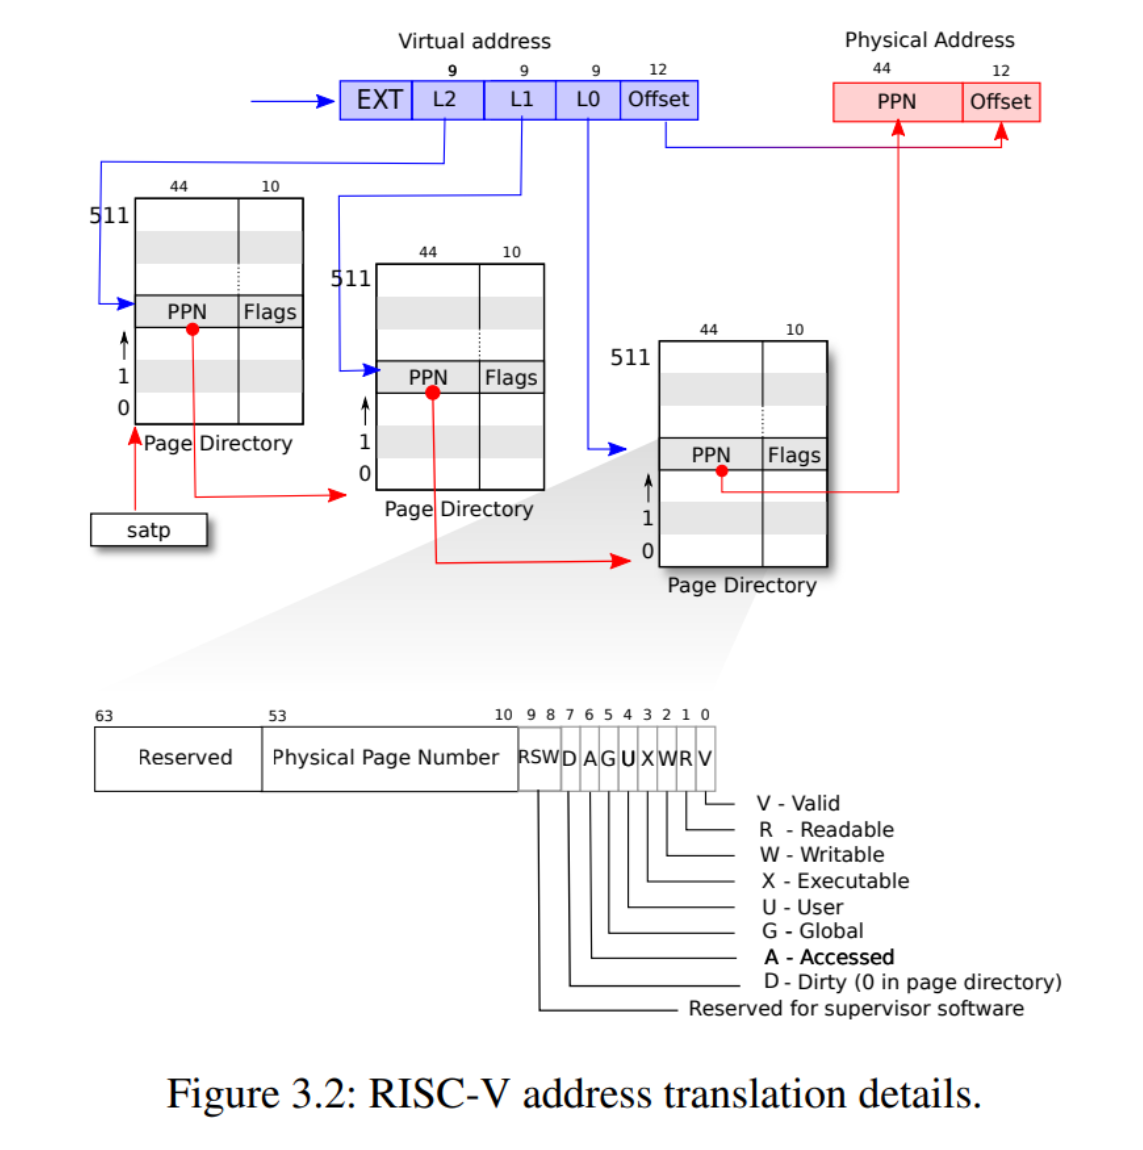 Virtual address
Physical Address
9 9 9 12
44 12
EXT L2 L1 L0 Offset
PPN Offset
44 10
511
PPN Flags
1
0
Page Directory
satp
44 10
511
PPN Flags
1
0
Page Directory
44 10
511
PPN Flags
1
0
Page Directory
63 53 10 9 8 7 6 5 4 3 2 1 0
Reserved Physical Page Number RSW D A G U X W R V
V - Valid
R - Readable
W - Writable
X - Executable
U - User
G - Global
A - Accessed
D - Dirty (0 in page directory)
Reserved for supervisor software
Figure 3.2: RISC-V address translation details.